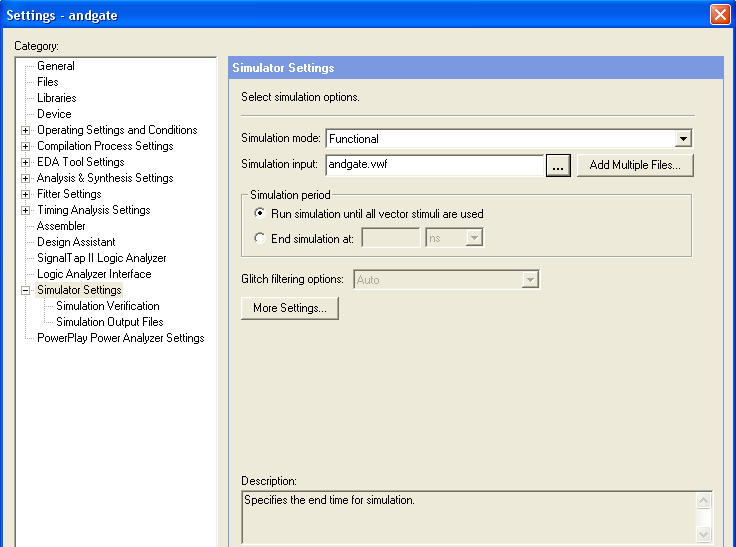 Settings - andgate
Category:
General
Files
Libraries
Device
Operating Settings and Conditions
Compilation Process Settings
EDA Tool Settings
Analysis & Synthesis Settings
Fitter Settings
Timing Analysis Settings
Assembler
Design Assistant
SignalTap II Logic Analyzer
Logic Analyzer Interface
Simulator Settings
Simulation Verification
Simulation Output Files
PowerPlay Power Analyzer Settings
Simulator Settings
Select simulation options.
Simulation mode: Functional
Simulation input: andgate.vwf ... Add Multiple Files...
Simulation period
Run simulation until all vector stimuli are used
End simulation at: ns
Glitch filtering options: Auto
More Settings...
Description:
Specifies the end time for simulation.